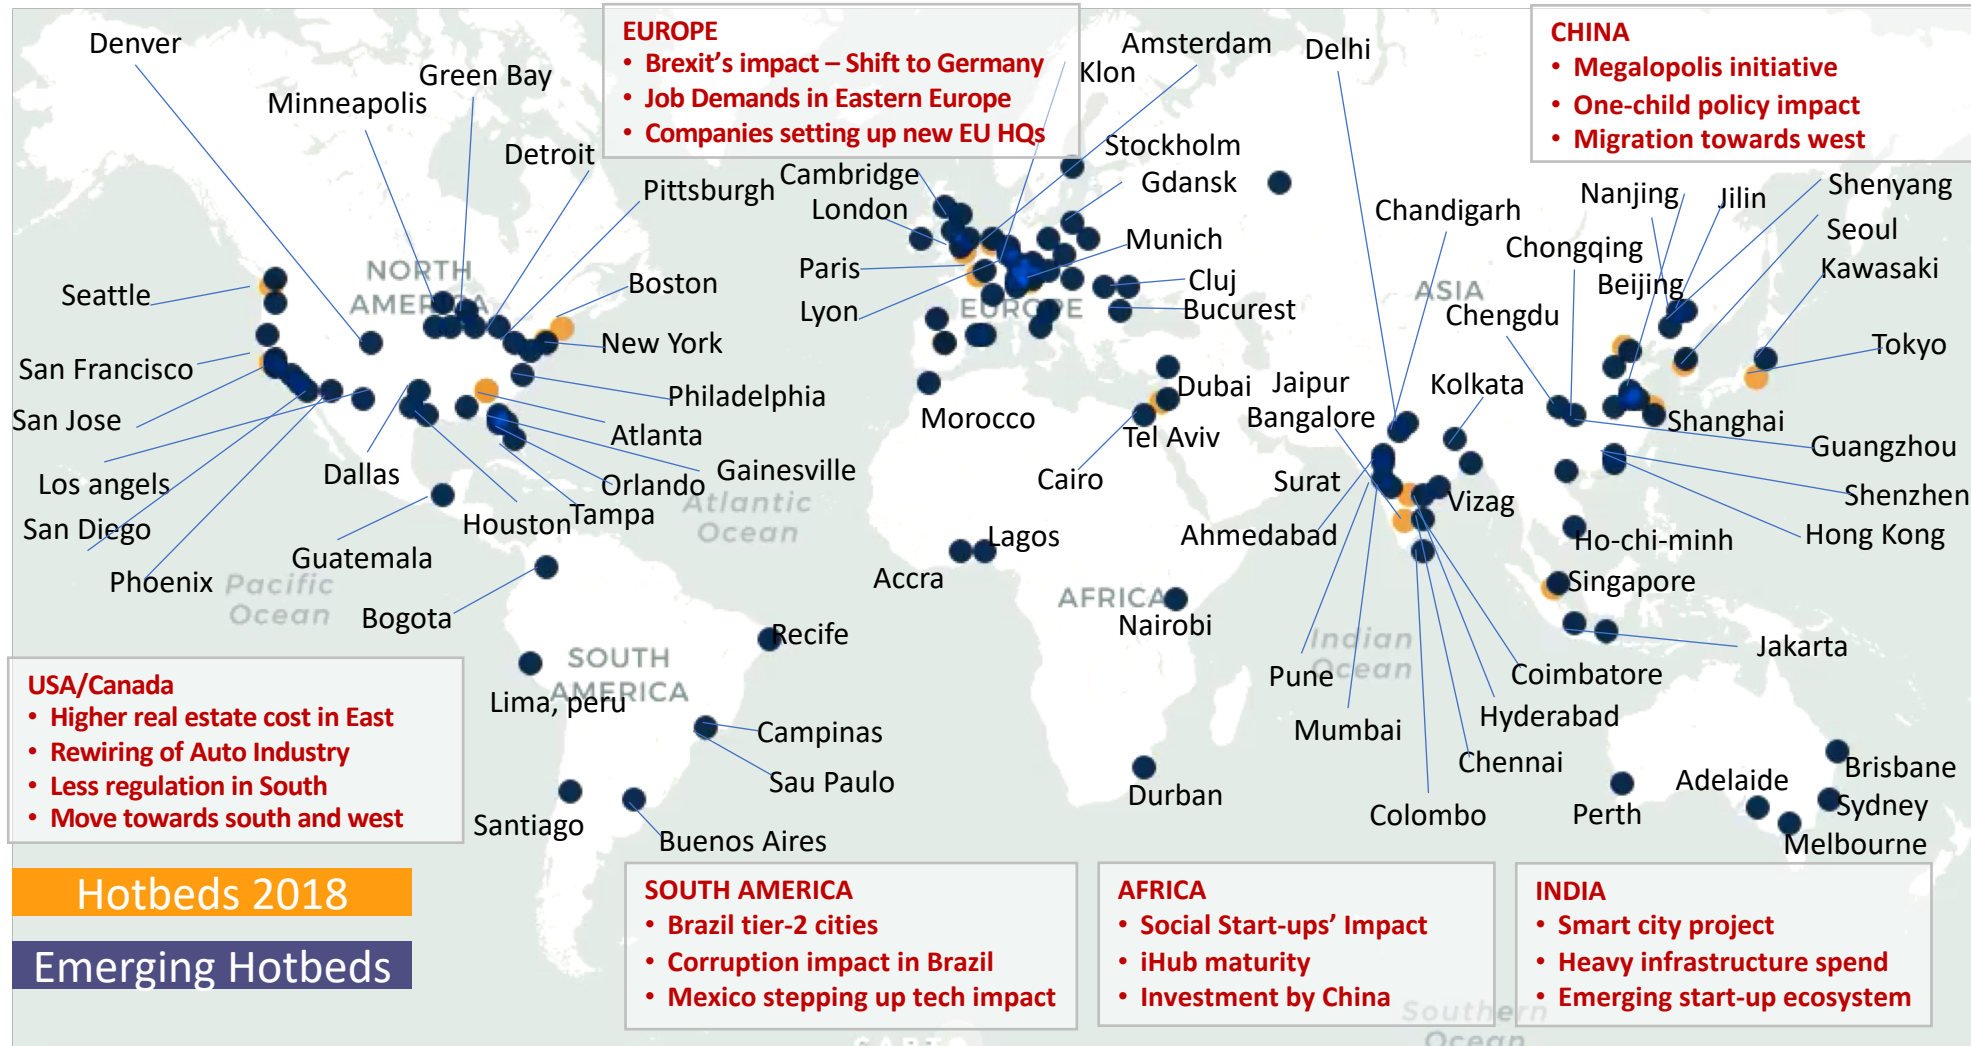 Denver
Green Bay
Minneapolis
Detroit
Pittsburgh
EUROPE
• Brexit's impact – Shift to Germany
• Job Demands in Eastern Europe
• Companies setting up new EU HQs
Amsterdam
Klon
Delhi
CHINA
• Megalopolis initiative
• One-child policy impact
• Migration towards west
Stockholm
Gdansk
Cambridge
London
Munich
Paris
Lyon
Cluj
Bucurest
EUROPE
Chandigarh
Nanjing
Jilin
Shenyang
Seoul
Kawasaki
Chongqing
Beijing
ASIA
Chengdu
Tokyo
NORTH
AMERICA
Seattle
Boston
New York
San Francisco
Philadelphia
San Jose
Atlanta
Los angels
Dallas
Orlando
Gainesville
San Diego
Houston
Tampa
Guatemala
Phoenix
Atlantic
Ocean
Pacific
Ocean
Bogota
Morocco
Dubai
Tel Aviv
Cairo
Jaipur
Bangalore
Kolkata
Surat
Ahmedabad
Vizag
Shanghai
Guangzhou
Shenzhen
Hong Kong
Ho-chi-minh
Singapore
Jakarta
Lagos
Accra
AFRICA
Nairobi
Indian
Ocean
Pune
Mumbai
Coimbatore
Hyderabad
Chennai
Colombo
Recife
SOUTH
AMERICA
Lima, peru
Campinas
Sau Paulo
Santiago
Buenos Aires
Durban
Perth
Adelaide
Brisbane
Sydney
Melbourne
USA/Canada
• Higher real estate cost in East
• Rewiring of Auto Industry
• Less regulation in South
• Move towards south and west
Hotbeds 2018
Emerging Hotbeds
SOUTH AMERICA
• Brazil tier-2 cities
• Corruption impact in Brazil
• Mexico stepping up tech impact
AFRICA
• Social Start-ups' Impact
• iHub maturity
• Investment by China
INDIA
• Smart city project
• Heavy infrastructure spend
• Emerging start-up ecosystem
Southern
Ocean